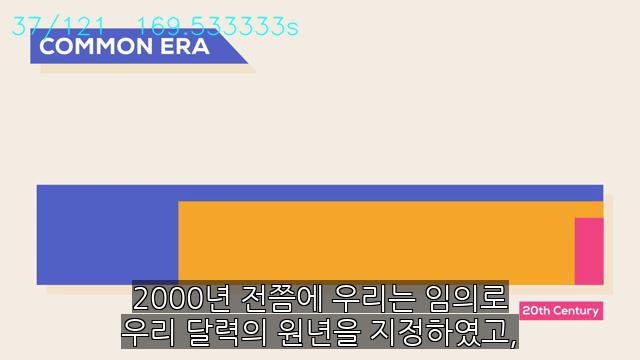 37/121 169.533333s
COMMON ERA
2000년 전쯤에 우리는 임의로
우리 달력의 원년을 지정하였고,
20th Century